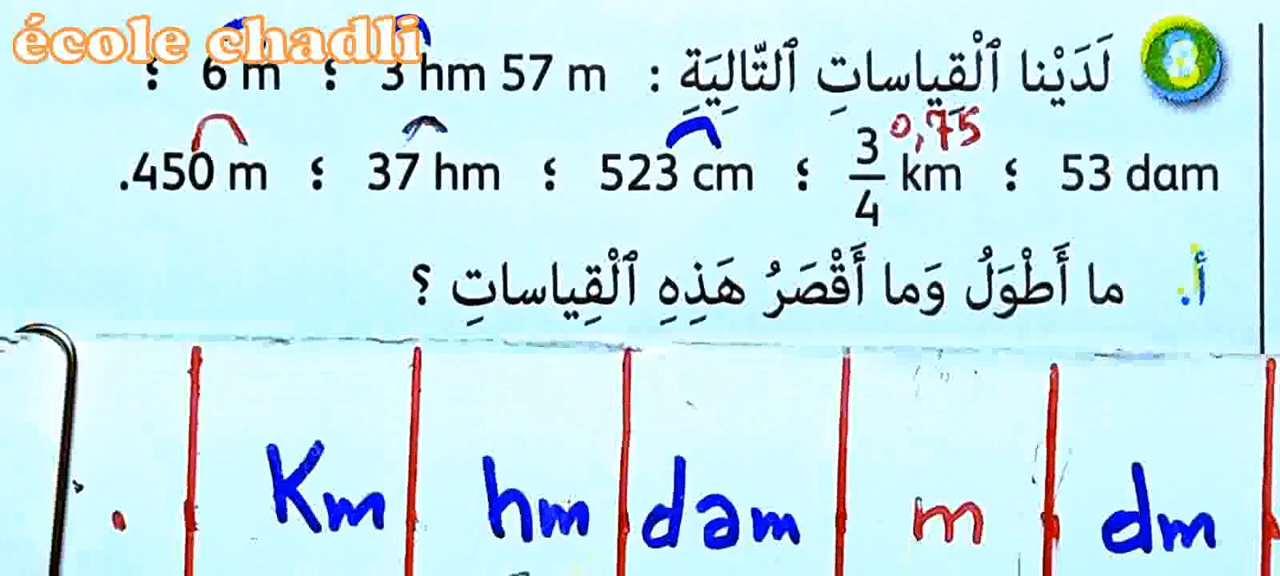 école chadli
8 لَدَيْنا ٱلْقِياساتِ ٱلتّالِيَةَ : 3 hm 57 m ؛ 6 m ؛
0,75
53 dam ؛ 3/4 km ؛ 523 cm ؛ 37 hm ؛ 450 m.
أ. ما أَطْوَلُ وَما أَقْصَرُ هَذِهِ ٱلْقِياساتِ ؟
Km hm dam m dm